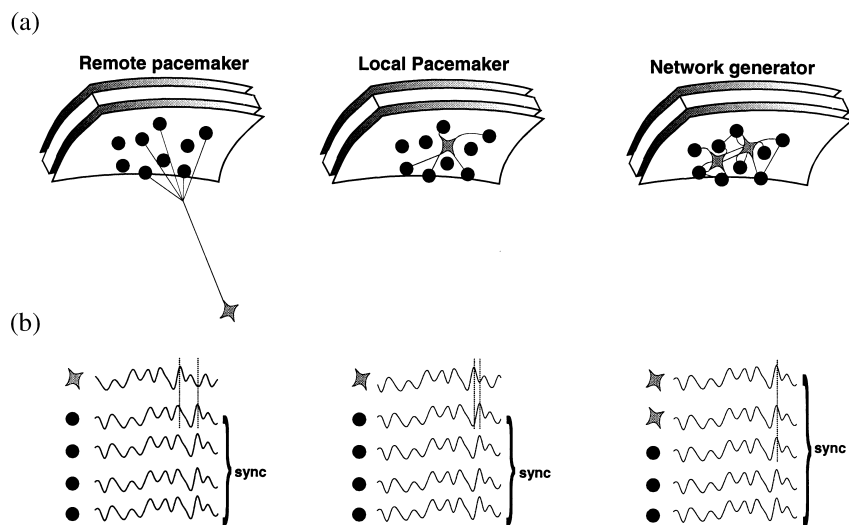 (a)
Remote pacemaker
Local Pacemaker
Network generator
(b)
sync
sync
sync